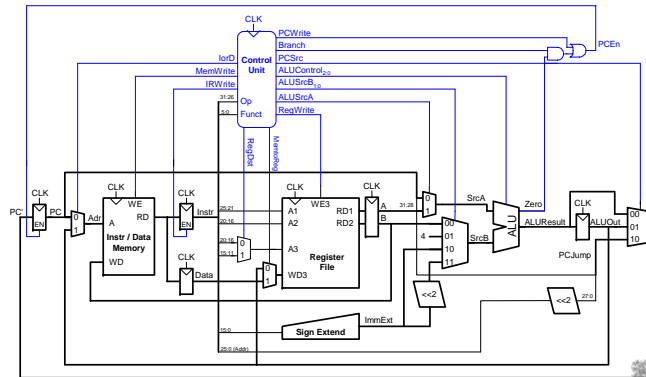 CLK
PCWrite
Branch
PCEn
IorD
Control
Unit
PCSrc
MemWrite
ALUControl2:0
IRWrite
ALUSrcB1:0
31:26
Op
ALUSrcA
5:0
Funct
RegWrite
RegDst
MemtoReg
CLK
CLK
CLK
CLK
CLK
PC'
PC
EN
0
1
Adr
WE
A
RD
Instr / Data
Memory
WD
EN
Instr
25:21
20:16
20:16
15:11
0
1
A1
A2
A3
WD3
WE3
RD1
RD2
Register
File
A
B
31:28
0
1
SrcA
4
00
01
10
11
SrcB
ALU
Zero
ALUResult
CLK
ALUOut
00
01
10
PCJump
CLK
Data
0
1
<<2
<<2
27:0
ImmExt
15:0
Sign Extend
25:0 (Addr)